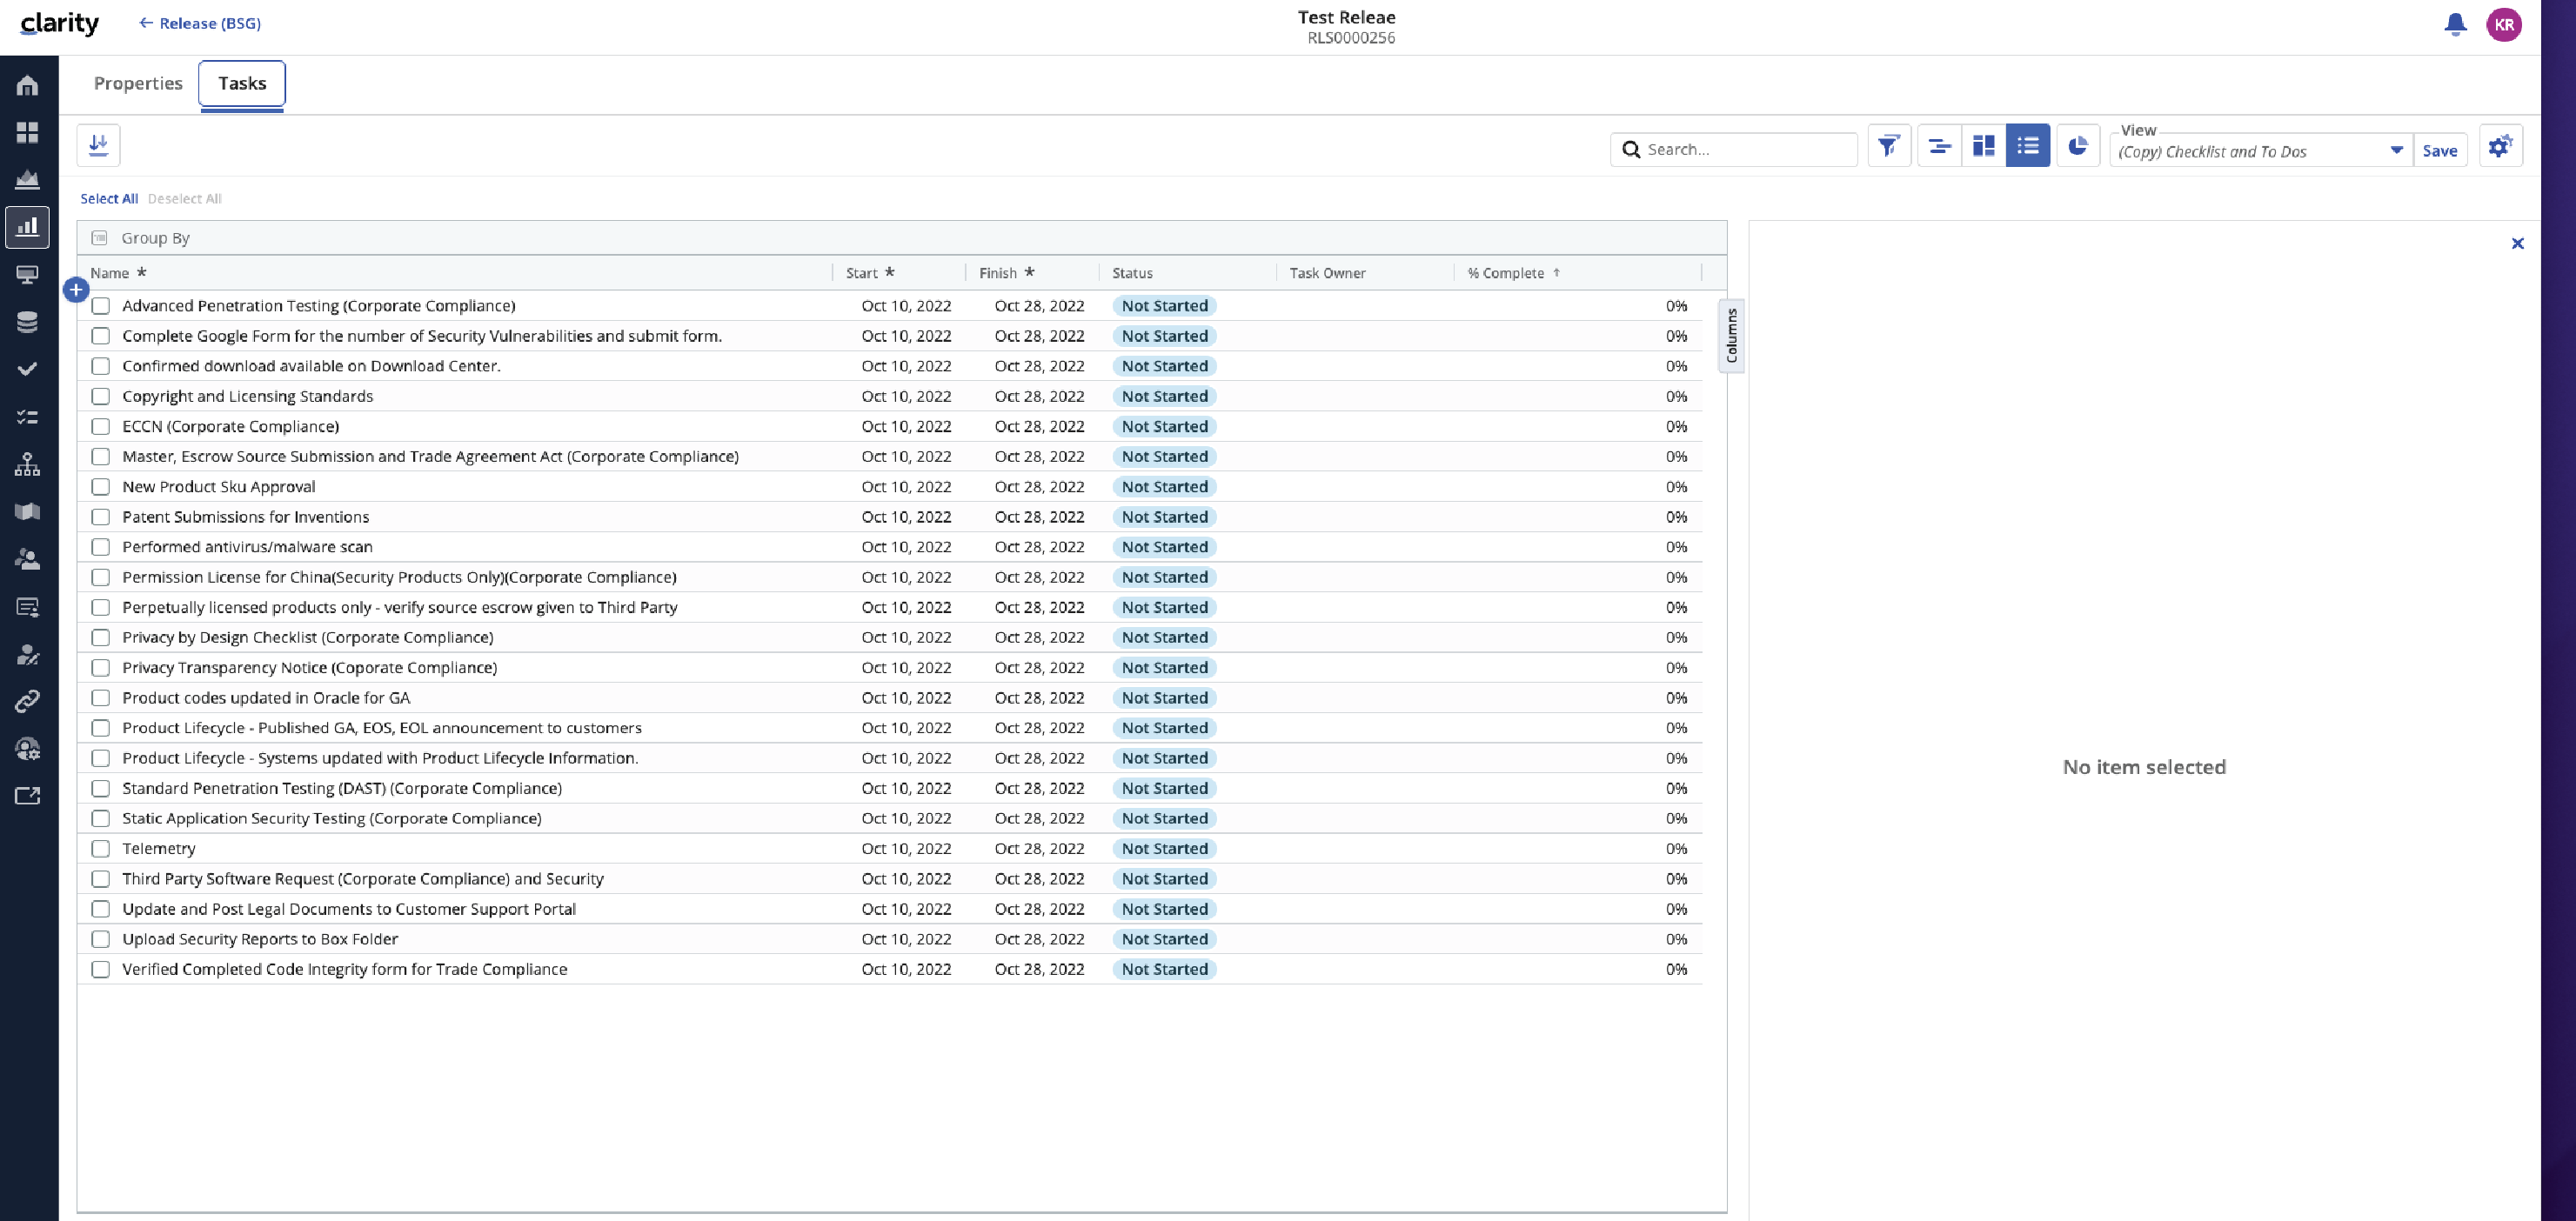 clarity
← Release (BSG)
Test Releae
RLS0000256
KR
Properties
Tasks
Search...
View
(Copy) Checklist and To Dos
Save
Select All Deselect All
Group By
Name * Start * Finish * Status Task Owner % Complete ↑
Advanced Penetration Testing (Corporate Compliance) Oct 10, 2022 Oct 28, 2022 Not Started 0%
Complete Google Form for the number of Security Vulnerabilities and submit form. Oct 10, 2022 Oct 28, 2022 Not Started 0%
Confirmed download available on Download Center. Oct 10, 2022 Oct 28, 2022 Not Started 0%
Copyright and Licensing Standards Oct 10, 2022 Oct 28, 2022 Not Started 0%
ECCN (Corporate Compliance) Oct 10, 2022 Oct 28, 2022 Not Started 0%
Master, Escrow Source Submission and Trade Agreement Act (Corporate Compliance) Oct 10, 2022 Oct 28, 2022 Not Started 0%
New Product Sku Approval Oct 10, 2022 Oct 28, 2022 Not Started 0%
Patent Submissions for Inventions Oct 10, 2022 Oct 28, 2022 Not Started 0%
Performed antivirus/malware scan Oct 10, 2022 Oct 28, 2022 Not Started 0%
Permission License for China(Security Products Only)(Corporate Compliance) Oct 10, 2022 Oct 28, 2022 Not Started 0%
Perpetually licensed products only - verify source escrow given to Third Party Oct 10, 2022 Oct 28, 2022 Not Started 0%
Privacy by Design Checklist (Corporate Compliance) Oct 10, 2022 Oct 28, 2022 Not Started 0%
Privacy Transparency Notice (Coporate Compliance) Oct 10, 2022 Oct 28, 2022 Not Started 0%
Product codes updated in Oracle for GA Oct 10, 2022 Oct 28, 2022 Not Started 0%
Product Lifecycle - Published GA, EOS, EOL announcement to customers Oct 10, 2022 Oct 28, 2022 Not Started 0%
Product Lifecycle - Systems updated with Product Lifecycle Information. Oct 10, 2022 Oct 28, 2022 Not Started 0%
Standard Penetration Testing (DAST) (Corporate Compliance) Oct 10, 2022 Oct 28, 2022 Not Started 0%
Static Application Security Testing (Corporate Compliance) Oct 10, 2022 Oct 28, 2022 Not Started 0%
Telemetry Oct 10, 2022 Oct 28, 2022 Not Started 0%
Third Party Software Request (Corporate Compliance) and Security Oct 10, 2022 Oct 28, 2022 Not Started 0%
Update and Post Legal Documents to Customer Support Portal Oct 10, 2022 Oct 28, 2022 Not Started 0%
Upload Security Reports to Box Folder Oct 10, 2022 Oct 28, 2022 Not Started 0%
Verified Completed Code Integrity form for Trade Compliance Oct 10, 2022 Oct 28, 2022 Not Started 0%
Columns
No item selected